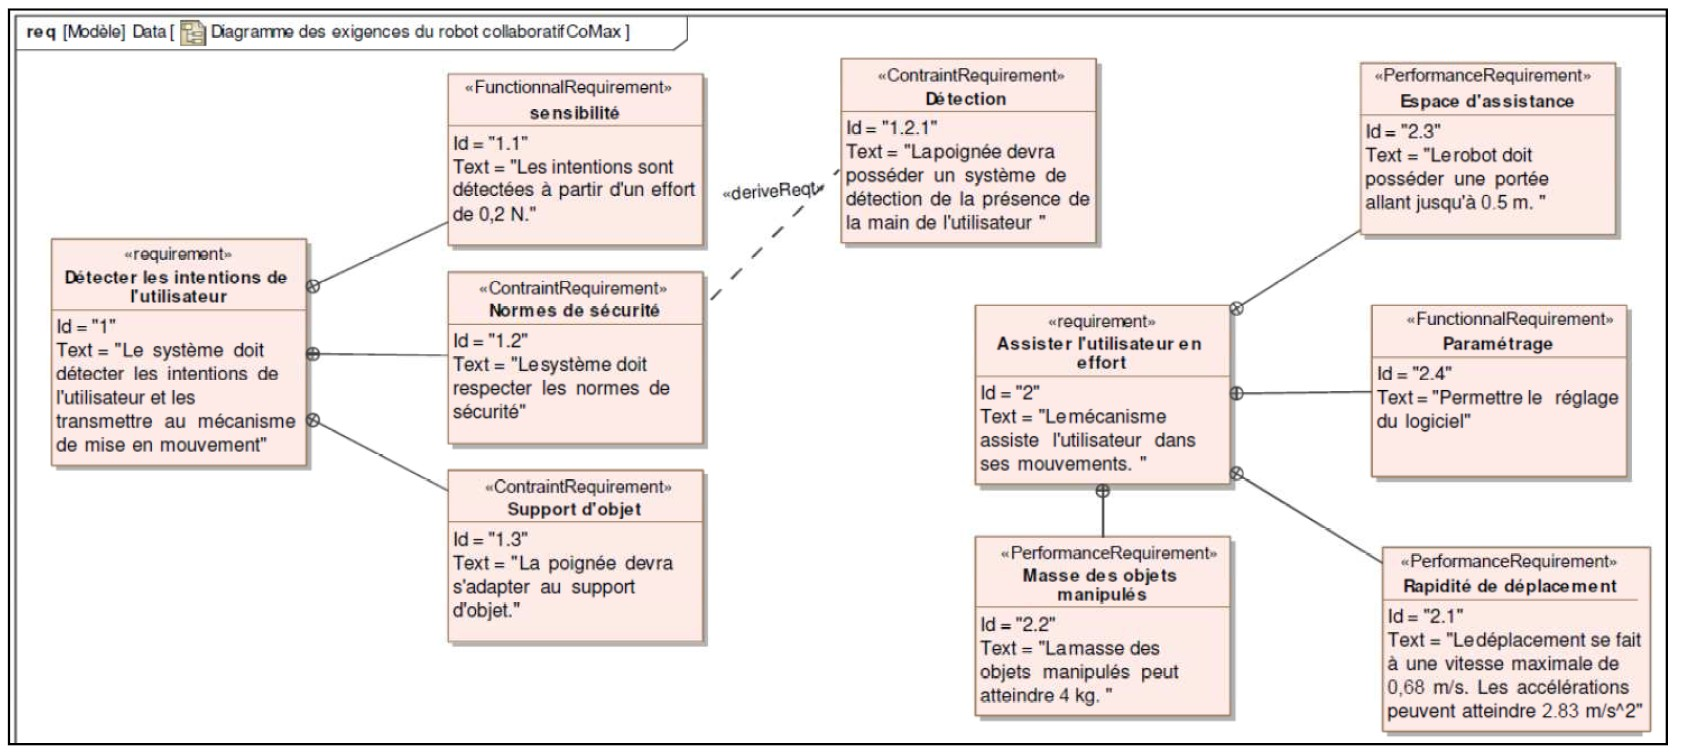 req [Modèle] Data [ Diagramme des exigences du robot collaboratif CoMax ]
«FunctionnalRequirement»
sensibilité
Id = "1.1"
Text = "Les intentions sont
détectées à partir d'un effort
de 0,2 N."
«ContraintRequirement»
Détection
Id = "1.2.1"
Text = "La poignée devra
posséder un système de
détection de la présence de
la main de l'utilisateur "
«PerformanceRequirement»
Espace d'assistance
Id = "2.3"
Text = "Le robot doit
posséder une portée
allant jusqu'à 0.5 m. "
«deriveReqt»
«requirement»
Détecter les intentions de
l'utilisateur
Id = "1"
Text = "Le système doit
détecter les intentions de
l'utilisateur et les
transmettre au mécanisme
de mise en mouvement"
«ContraintRequirement»
Normes de sécurité
Id = "1.2"
Text = "Le système doit
respecter les normes de
sécurité"
«ContraintRequirement»
Support d'objet
Id = "1.3"
Text = "La poignée devra
s'adapter au support
d'objet."
«requirement»
Assister l'utilisateur en
effort
Id = "2"
Text = "Le mécanisme
assiste l'utilisateur dans
ses mouvements. "
«FunctionnalRequirement»
Paramétrage
Id = "2.4"
Text = "Permettre le réglage
du logiciel"
«PerformanceRequirement»
Masse des objets
manipulés
Id = "2.2"
Text = "La masse des
objets manipulés peut
atteindre 4 kg. "
«PerformanceRequirement»
Rapidité de déplacement
Id = "2.1"
Text = "Le déplacement se fait
à une vitesse maximale de
0,68 m/s. Les accélérations
peuvent atteindre 2.83 m/s^2"